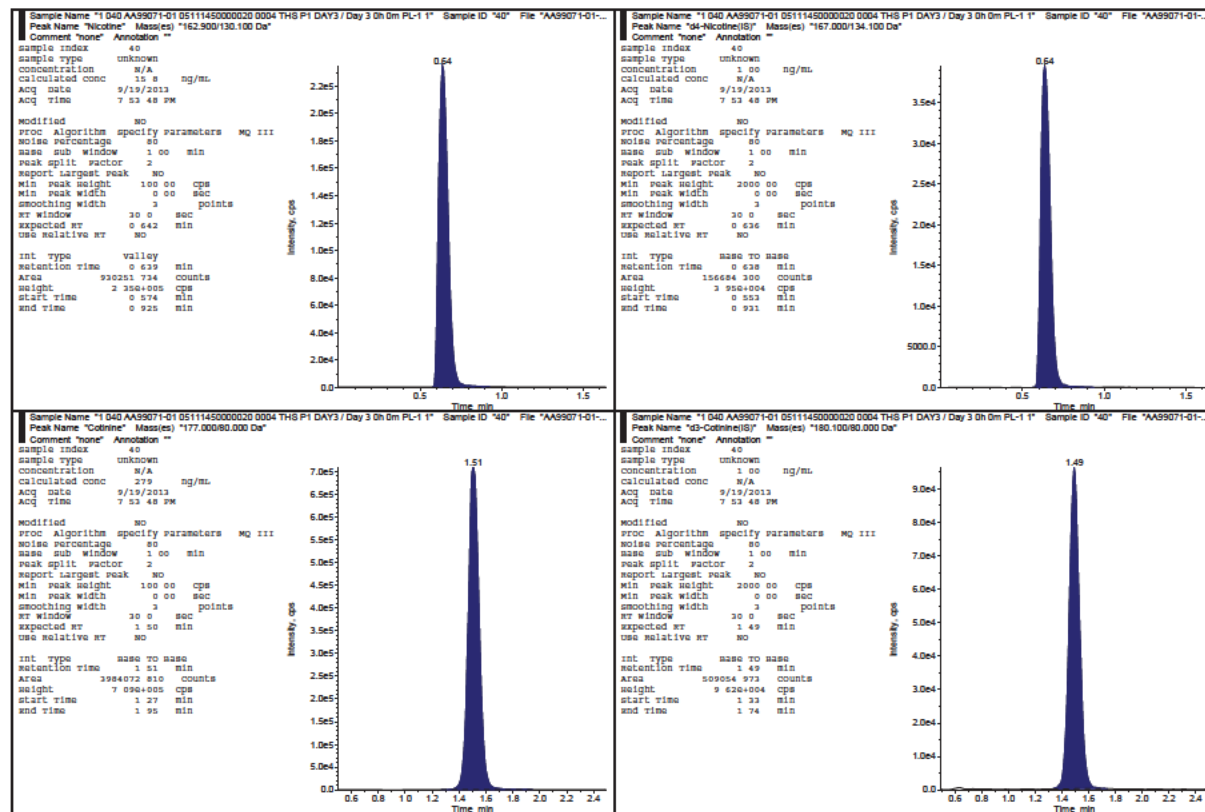 Sample Name "1 040 AA99071-01 05111450000020 0004 THS P1 DAY3 / Day 3 0h 0m PL-1 1" Sample ID "40" File "AA99071-01-...
Peak Name "Nicotine" Mass(es) "162.900/130.100 Da"
Comment "none" Annotation ""
Sample Index 40
Sample Type Unknown
Concentration N/A
Calculated Conc 15 8 ng/mL
Acq Date 9/19/2013
Acq Time 7 53 48 PM
Modified NO
Proc Algorithm Specify Parameters MQ III
Noise Percentage 80
Base Sub Window 1 00 min
Peak Split Factor 2
Report Largest Peak NO
Min Peak Height 100 00 cps
Min Peak Width 0 00 sec
Smoothing Width 3 points
RT Window 30 0 sec
Expected RT 0 642 min
Use Relative RT NO
Int Type Valley
Retention Time 0 639 min
Area 930251 734 counts
Height 2 35e+005 cps
Start Time 0 574 min
End Time 0 925 min
0.64
Intensity, cps
2.2e5
2.0e5
1.8e5
1.6e5
1.4e5
1.2e5
1.0e5
8.0e4
6.0e4
4.0e4
2.0e4
0.0
0.5 1.0 1.5
Time min
Sample Name "1 040 AA99071-01 05111450000020 0004 THS P1 DAY3 / Day 3 0h 0m PL-1 1" Sample ID "40" File "AA99071-01-...
Peak Name "d4-Nicotine(IS)" Mass(es) "167.000/134.100 Da"
Comment "none" Annotation ""
Sample Index 40
Sample Type Unknown
Concentration 1 00 ng/mL
Calculated Conc N/A
Acq Date 9/19/2013
Acq Time 7 53 48 PM
Modified NO
Proc Algorithm Specify Parameters MQ III
Noise Percentage 80
Base Sub Window 1 00 min
Peak Split Factor 2
Report Largest Peak NO
Min Peak Height 2000 00 cps
Min Peak Width 0 00 sec
Smoothing Width 3 points
RT Window 30 0 sec
Expected RT 0 636 min
Use Relative RT NO
Int Type Base To Base
Retention Time 0 638 min
Area 156684 300 counts
Height 3 95e+004 cps
Start Time 0 553 min
End Time 0 931 min
0.64
Intensity, cps
3.5e4
3.0e4
2.5e4
2.0e4
1.5e4
1.0e4
5000.0
0.0
0.5 1.0 1.5
Time min
Sample Name "1 040 AA99071-01 05111450000020 0004 THS P1 DAY3 / Day 3 0h 0m PL-1 1" Sample ID "40" File "AA99071-01-...
Peak Name "Cotinine" Mass(es) "177.000/80.000 Da"
Comment "none" Annotation ""
Sample Index 40
Sample Type Unknown
Concentration N/A
Calculated Conc 279 ng/mL
Acq Date 9/19/2013
Acq Time 7 53 48 PM
Modified NO
Proc Algorithm Specify Parameters MQ III
Noise Percentage 80
Base Sub Window 1 00 min
Peak Split Factor 2
Report Largest Peak NO
Min Peak Height 100 00 cps
Min Peak Width 0 00 sec
Smoothing Width 3 points
RT Window 30 0 sec
Expected RT 1 50 min
Use Relative RT NO
Int Type Base To Base
Retention Time 1 51 min
Area 3984072 810 counts
Height 7 09e+005 cps
Start Time 1 27 min
End Time 1 95 min
1.51
Intensity, cps
7.0e5
6.5e5
6.0e5
5.5e5
5.0e5
4.5e5
4.0e5
3.5e5
3.0e5
2.5e5
2.0e5
1.5e5
1.0e5
5.0e4
0.0
0.6 0.8 1.0 1.2 1.4 1.6 1.8 2.0 2.2 2.4
Time min
Sample Name "1 040 AA99071-01 05111450000020 0004 THS P1 DAY3 / Day 3 0h 0m PL-1 1" Sample ID "40" File "AA99071-01-...
Peak Name "d3-Cotinine(IS)" Mass(es) "180.100/80.000 Da"
Comment "none" Annotation ""
Sample Index 40
Sample Type Unknown
Concentration 1 00 ng/mL
Calculated Conc N/A
Acq Date 9/19/2013
Acq Time 7 53 48 PM
Modified NO
Proc Algorithm Specify Parameters MQ III
Noise Percentage 80
Base Sub Window 1 00 min
Peak Split Factor 2
Report Largest Peak NO
Min Peak Height 2000 00 cps
Min Peak Width 0 00 sec
Smoothing Width 3 points
RT Window 30 0 sec
Expected RT 1 49 min
Use Relative RT NO
Int Type Base To Base
Retention Time 1 49 min
Area 509054 973 counts
Height 9 62e+004 cps
Start Time 1 33 min
End Time 1 74 min
1.49
Intensity, cps
9.0e4
8.0e4
7.0e4
6.0e4
5.0e4
4.0e4
3.0e4
2.0e4
1.0e4
0.0
0.6 0.8 1.0 1.2 1.4 1.6 1.8 2.0 2.2 2.4
Time min